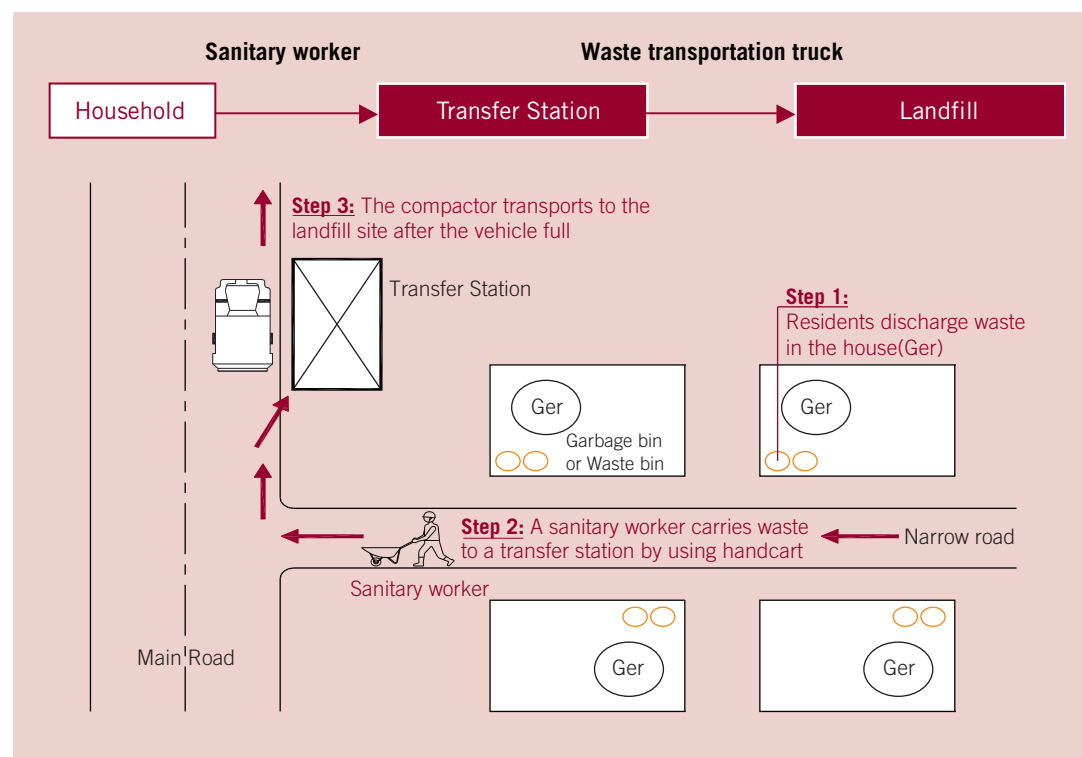 Sanitary worker
Waste transportation truck
Household
Transfer Station
Landfill
Step 3: The compactor transports to the
landfill site after the vehicle full
Transfer Station
Step 1:
Residents discharge waste
in the house(Ger)
Ger
Garbage bin
or Waste bin
Ger
Step 2: A sanitary worker carries waste
to a transfer station by using handcart
Narrow road
Sanitary worker
Main Road
Ger
Ger